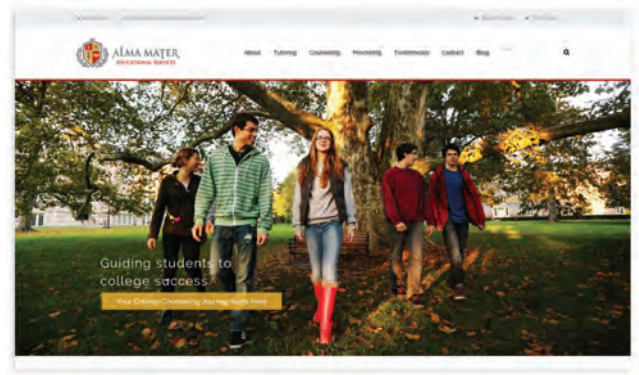 ALMA MATER
EDUCATIONAL SERVICES
About Tutoring Counseling Proctoring Testimonials Contact Blog
Guiding students to
college success
Your College Counseling Journey Starts Here